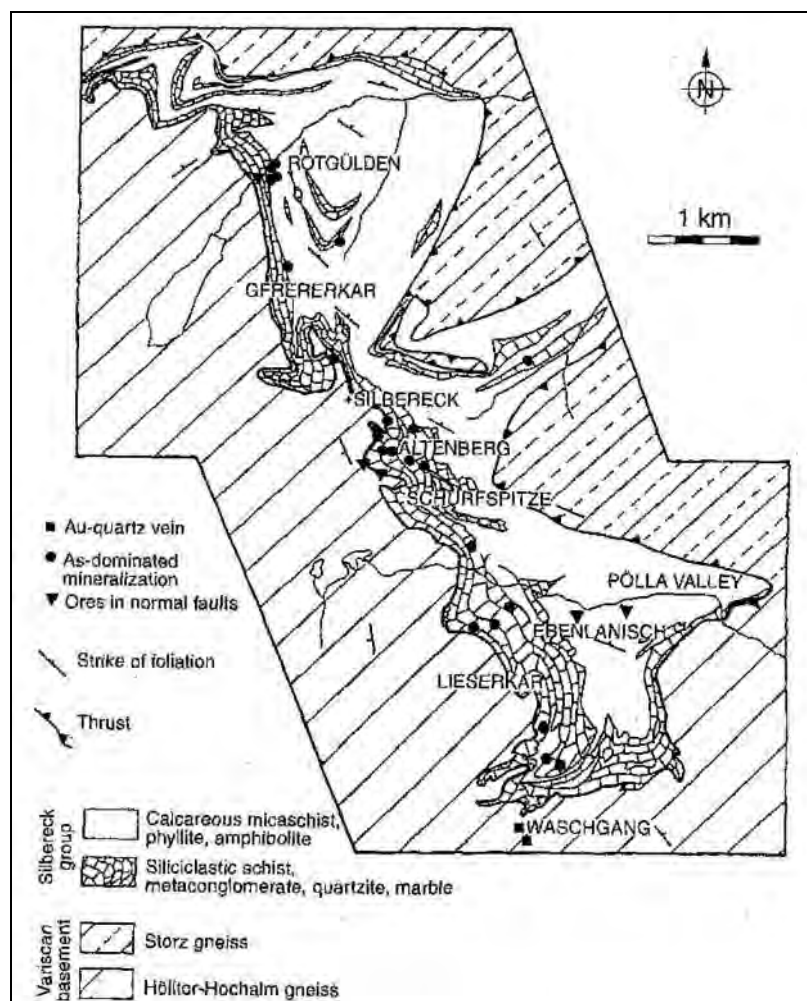 N
ROTGÜLDEN
1 km
GFRERERKAR
SILBERECK
ALTENBERG
SCHURFSPITZE
Au-quartz vein
As-dominated
mineralization
Ores in normal faults
PÖLLA VALLEY
EBENLANISCH
Strike of foliation
LIESERKAR
Thrust
WASCHGANG
Silbereck
group
Calcareous micaschist,
phyllite, amphibolite
Siliciclastic schist,
metaconglomerate, quartzite, marble
Variscan
basement
Storz gneiss
Hölltor-Hochalm gneiss